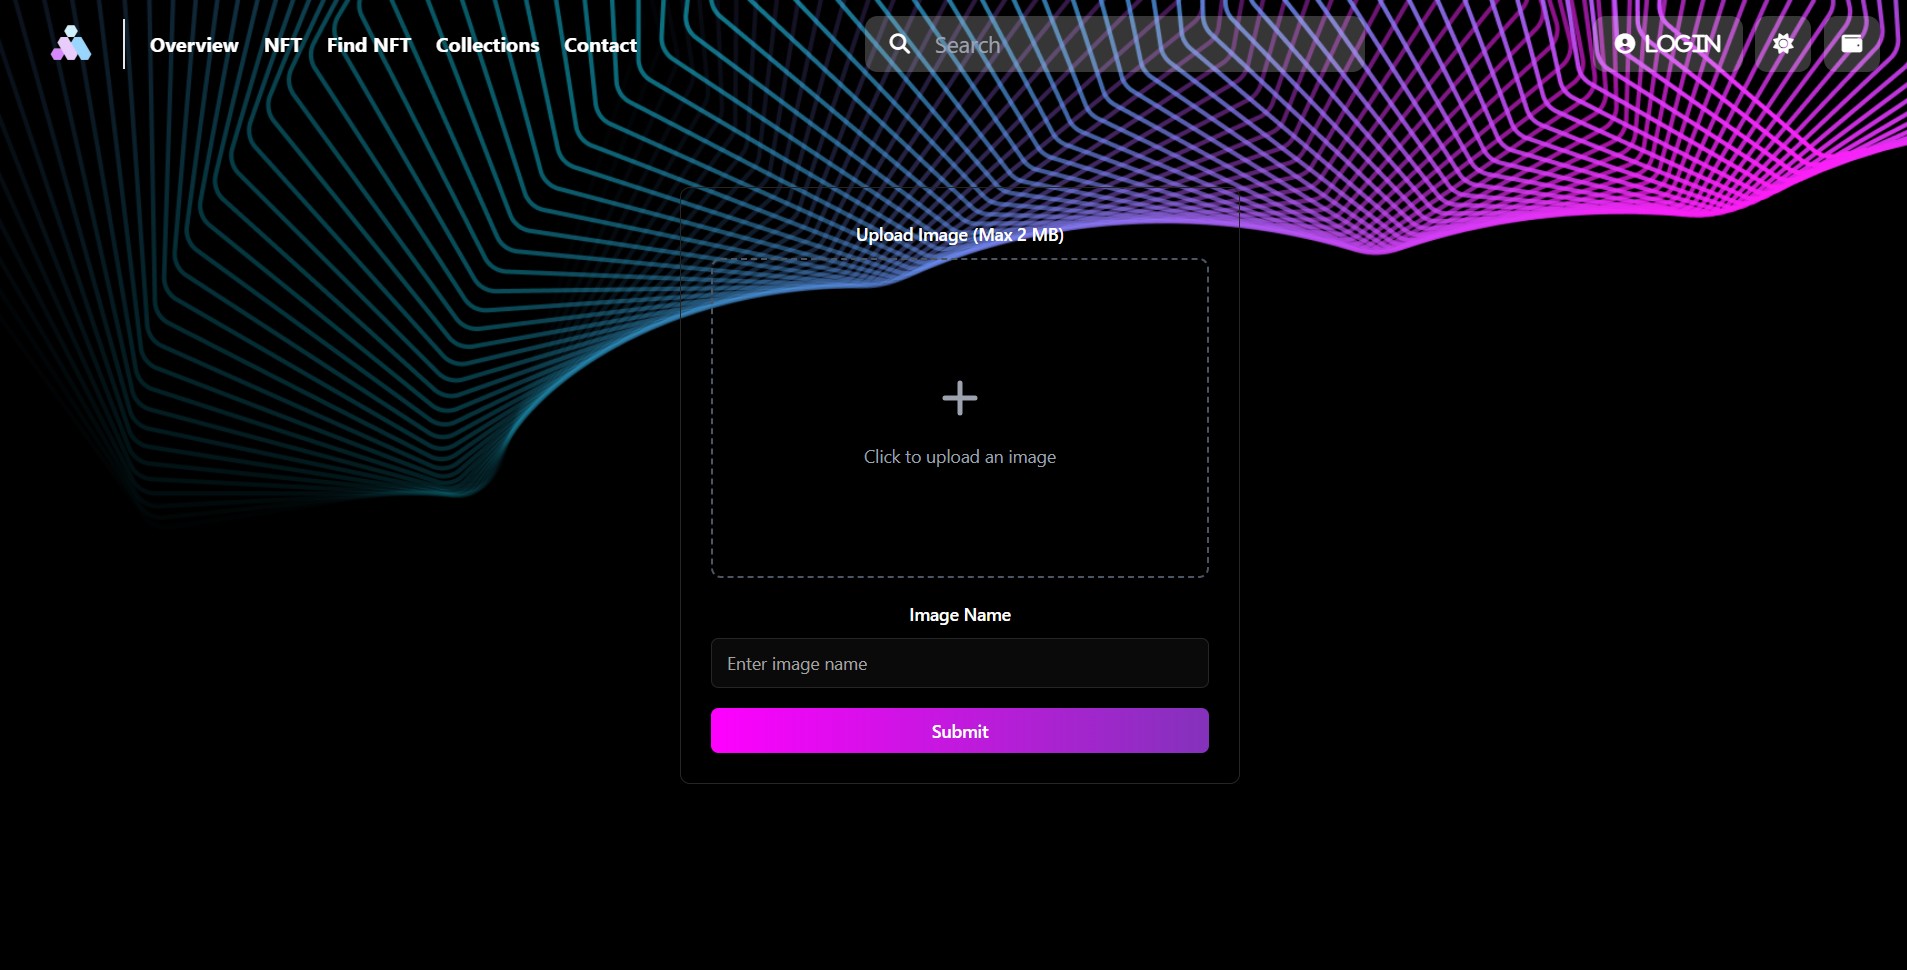 Overview NFT Find NFT Collections Contact Search LOGIN
Upload Image (Max 2 MB)
Click to upload an image
Image Name
Enter image name
Submit